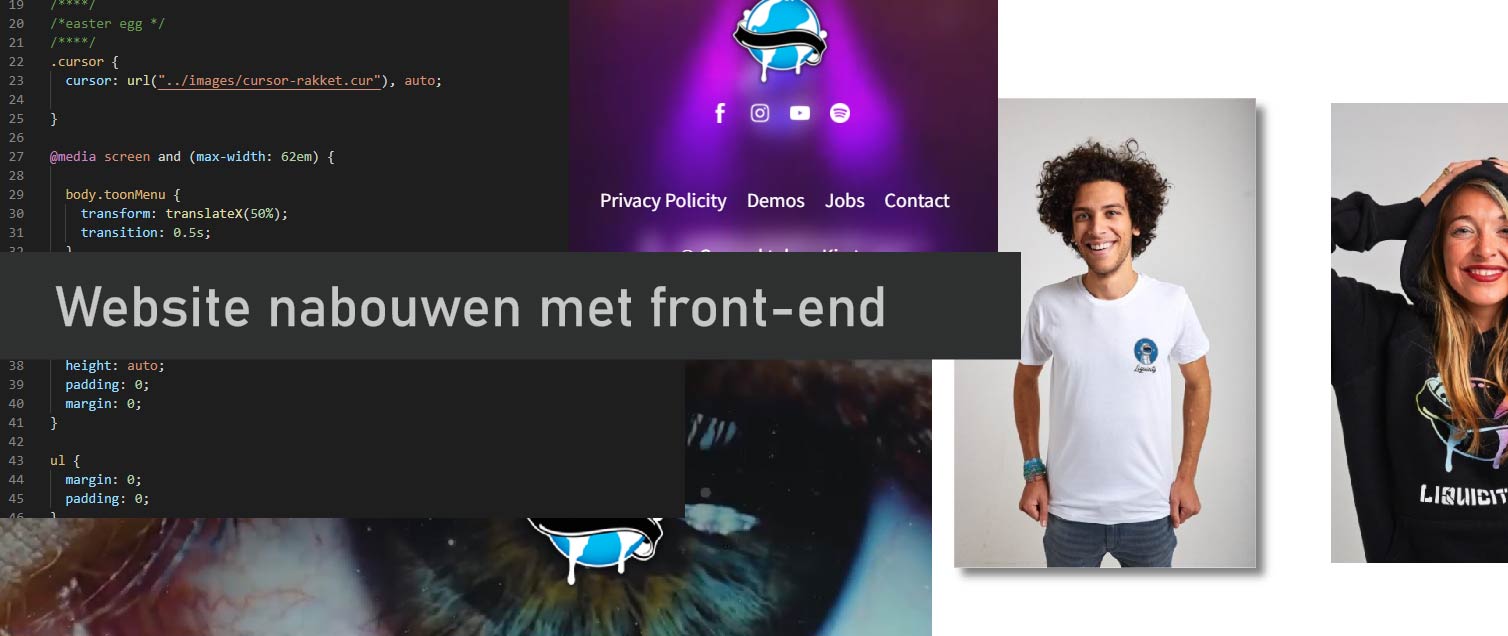 19 /****/
20 /*easter egg */
21 /****/
22 .cursor {
23 cursor: url("../images/cursor-rakket.cur"), auto;
24
25 }
26
27 @media screen and (max-width: 62em) {
28
29 body.toonMenu {
30 transform: translateX(50%);
31 transition: 0.5s;
32 }
Privacy Policity Demos Jobs Contact
Website nabouwen met front-end
38 height: auto;
39 padding: 0;
40 margin: 0;
41 }
42
43 ul {
44 margin: 0;
45 padding: 0;
46 }
Liquicity
LIQUICIT